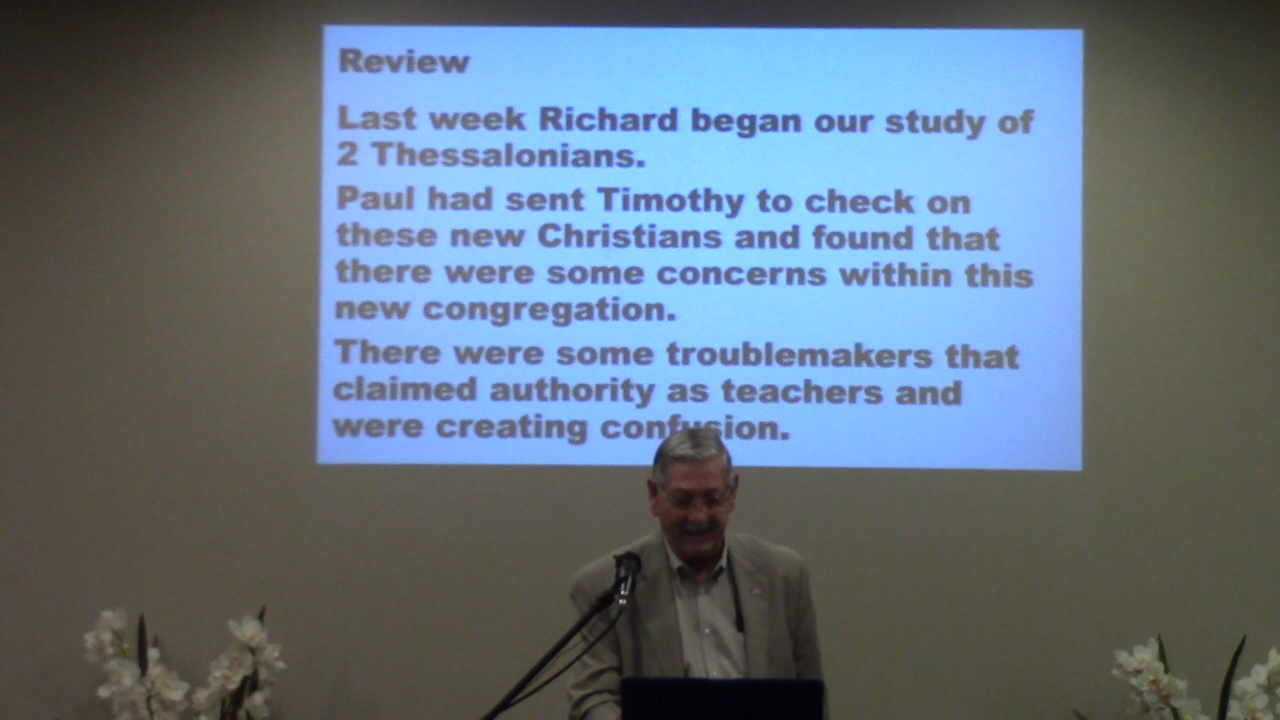 Review
Last week Richard began our study of
2 Thessalonians.
Paul had sent Timothy to check on
these new Christians and found that
there were some concerns within this
new congregation.
There were some troublemakers that
claimed authority as teachers and
were creating confusion.